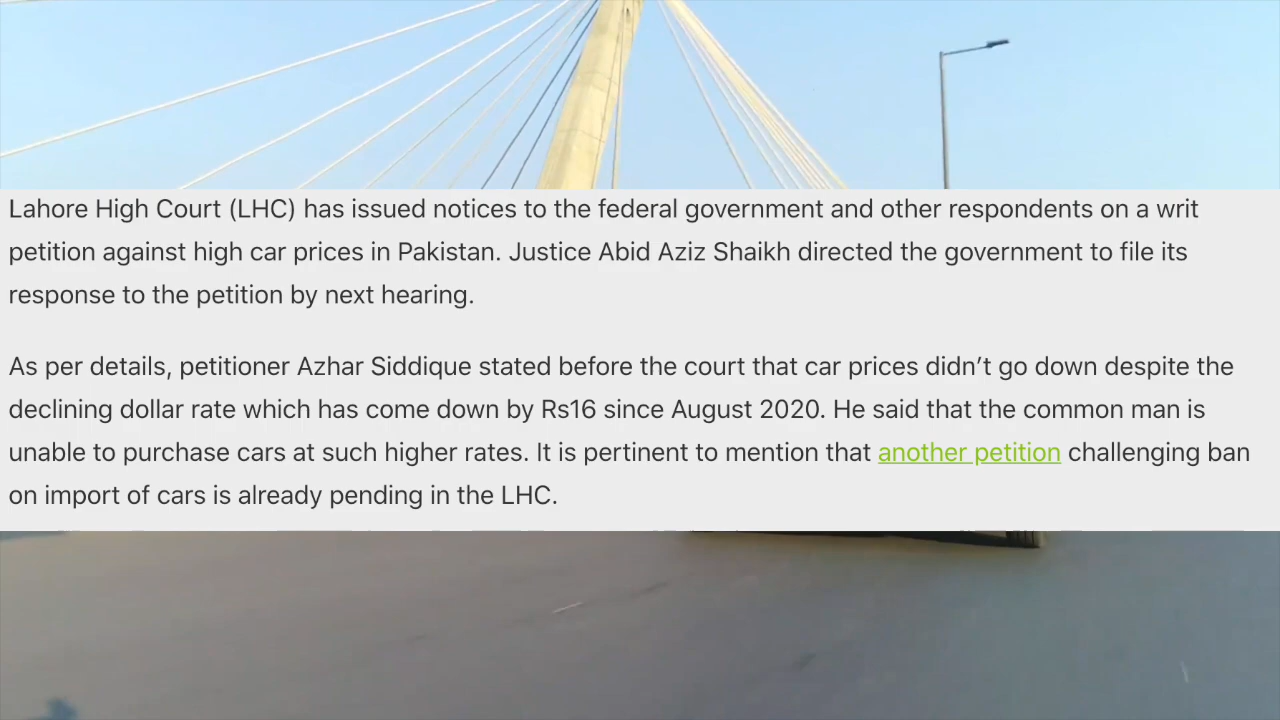 Lahore High Court (LHC) has issued notices to the federal government and other respondents on a writ
petition against high car prices in Pakistan. Justice Abid Aziz Shaikh directed the government to file its
response to the petition by next hearing.
As per details, petitioner Azhar Siddique stated before the court that car prices didn’t go down despite the
declining dollar rate which has come down by Rs16 since August 2020. He said that the common man is
unable to purchase cars at such higher rates. It is pertinent to mention that another petition challenging ban
on import of cars is already pending in the LHC.